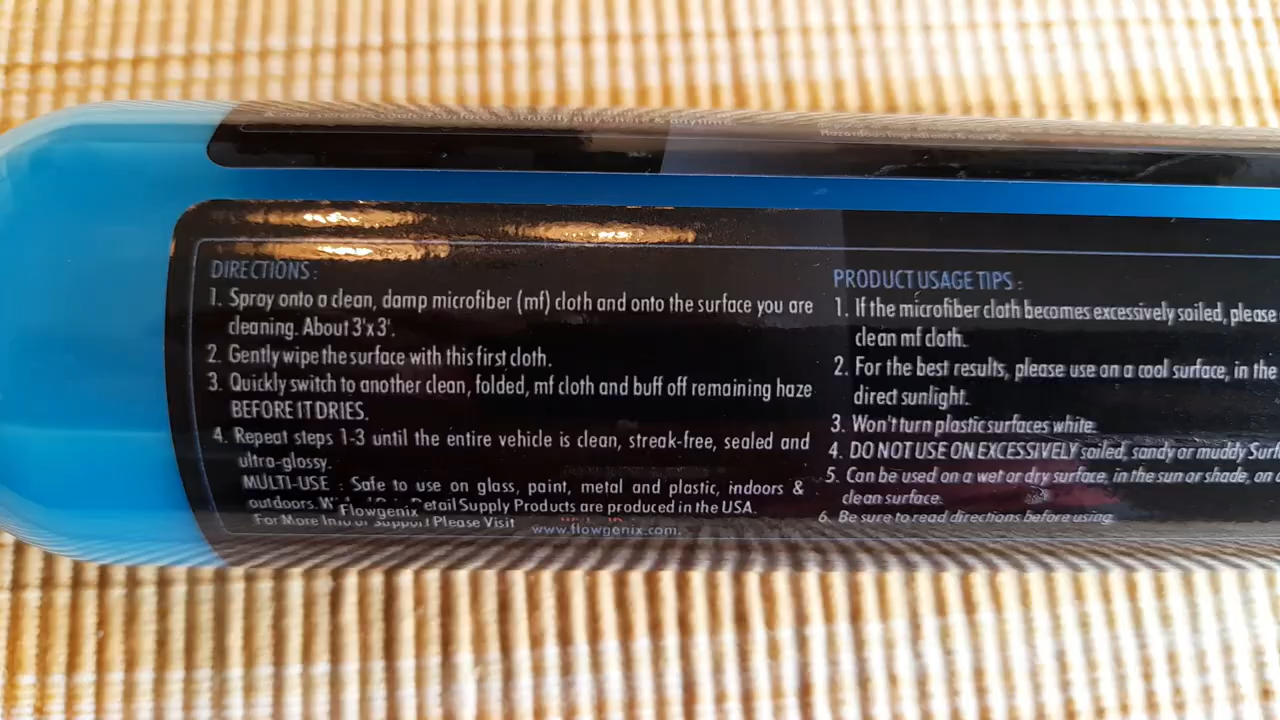 DIRECTIONS:
1. Spray onto a clean, damp microfiber (mf) cloth and onto the surface you are
cleaning. About 3'x3'.
2. Gently wipe the surface with this first cloth.
3. Quickly switch to another clean, folded, mf cloth and buff off remaining haze
BEFORE IT DRIES.
4. Repeat steps 1-3 until the entire vehicle is clean, streak-free, sealed and
ultra-glossy.
MULTI-USE : Safe to use on glass, paint, metal and plastic, indoors &
outdoors. Flowgenix Detail Supply Products are produced in the USA.
For More Info or Support Please Visit www.flowgenix.com.
PRODUCT USAGE TIPS:
1. If the microfiber cloth becomes excessively soiled, please
clean mf cloth.
2. For the best results, please use on a cool surface, in the
direct sunlight.
3. Won't turn plastic surfaces white.
4. DO NOT USE ON EXCESSIVELY soiled, sandy or muddy
5. Can be used on a wet or dry surface, in the sun or shade, on
clean surface.
6. Be sure to read directions before using.